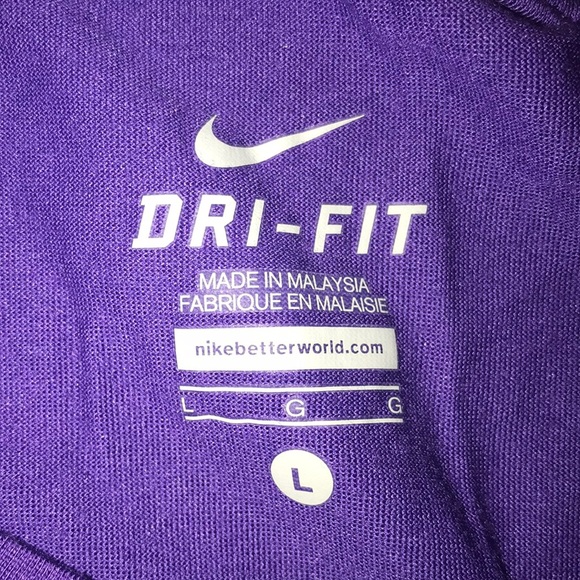 DRI-FIT
MADE IN MALAYSIA
FABRIQUE EN MALAISIE
nikebetterworld.com
L G G
L